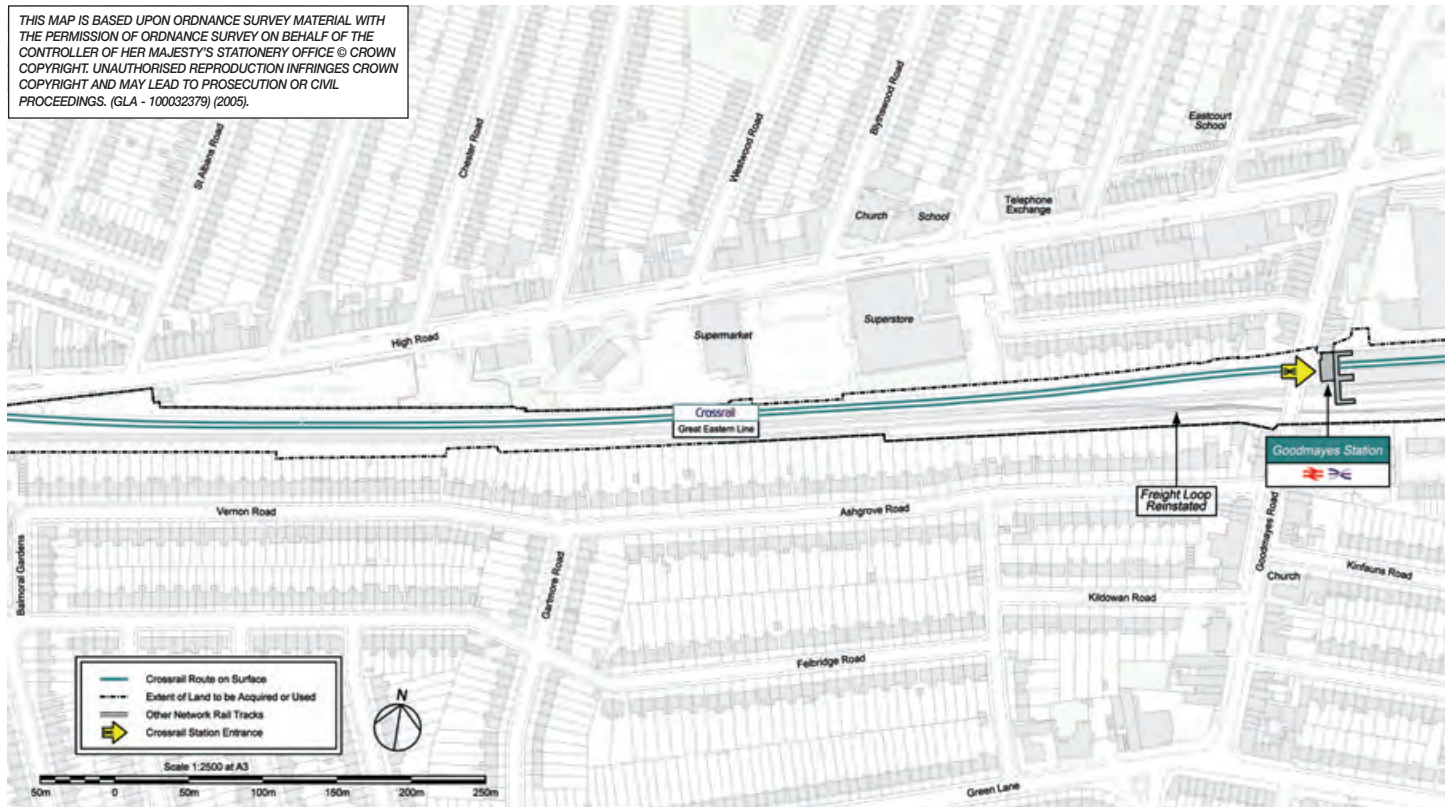 THIS MAP IS BASED UPON ORDNANCE SURVEY MATERIAL WITH
THE PERMISSION OF ORDNANCE SURVEY ON BEHALF OF THE
CONTROLLER OF HER MAJESTY'S STATIONERY OFFICE © CROWN
COPYRIGHT. UNAUTHORISED REPRODUCTION INFRINGES CROWN
COPYRIGHT AND MAY LEAD TO PROSECUTION OR CIVIL
PROCEEDINGS. (GLA - 100032379) (2005).
St Albans Road
Chester Road
Westwood Road
Blythswood Road
Eastcourt
School
Church
School
Telephone
Exchange
High Road
Supermarket
Superstore
Crossrail
Great Eastern Line
Goodmayes Station
Freight Loop
Reinstated
Vernon Road
Ashgrove Road
Goodmayes Road
Balmoral Gardens
Gartmore Road
Kinfauns Road
Church
Kildowan Road
Felbridge Road
Green Lane
Crossrail Route on Surface
Extent of Land to be Acquired or Used
Other Network Rail Tracks
Crossrail Station Entrance
N
Scale 1:2500 at A3
50m 0 50m 100m 150m 200m 250m